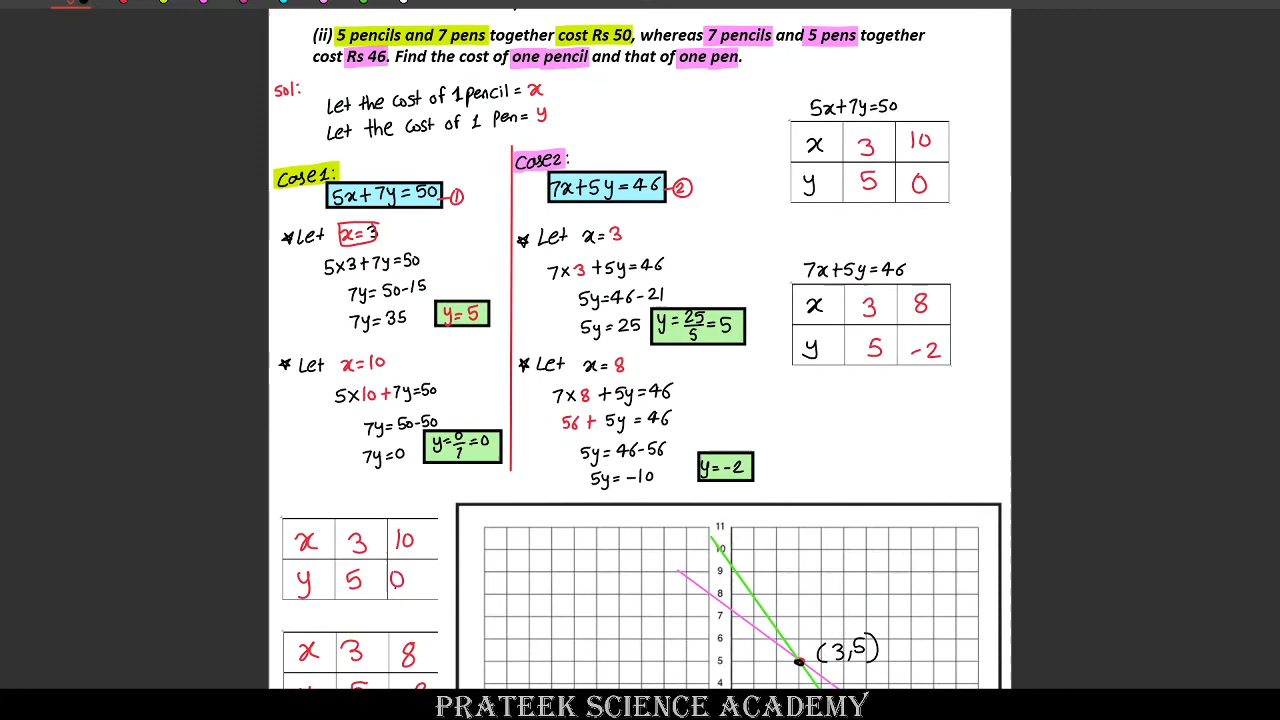 (ii) 5 pencils and 7 pens together cost Rs 50, whereas 7 pencils and 5 pens together
cost Rs 46. Find the cost of one pencil and that of one pen.
Sol:
Let the cost of 1 pencil = x
Let the cost of 1 Pen = y
Case1:
5x+7y=50 —①
★ Let x=3
5×3+7y=50
7y=50-15
7y=35
y=5
★ Let x=10
5×10+7y=50
7y=50-50
7y=0
y=0/7=0
Case2:
7x+5y=46 —②
★ Let x=3
7×3+5y=46
5y=46-21
5y=25
y=25/5=5
★ Let x=8
7×8+5y=46
56+5y=46
5y=46-56
5y=-10
y=-2
5x+7y=50
x 3 10
y 5 0
7x+5y=46
x 3 8
y 5 -2
x 3 10
y 5 0
x 3 8
11
10
9
8
7
6
5
4
(3,5)
PRATEEK SCIENCE ACADEMY